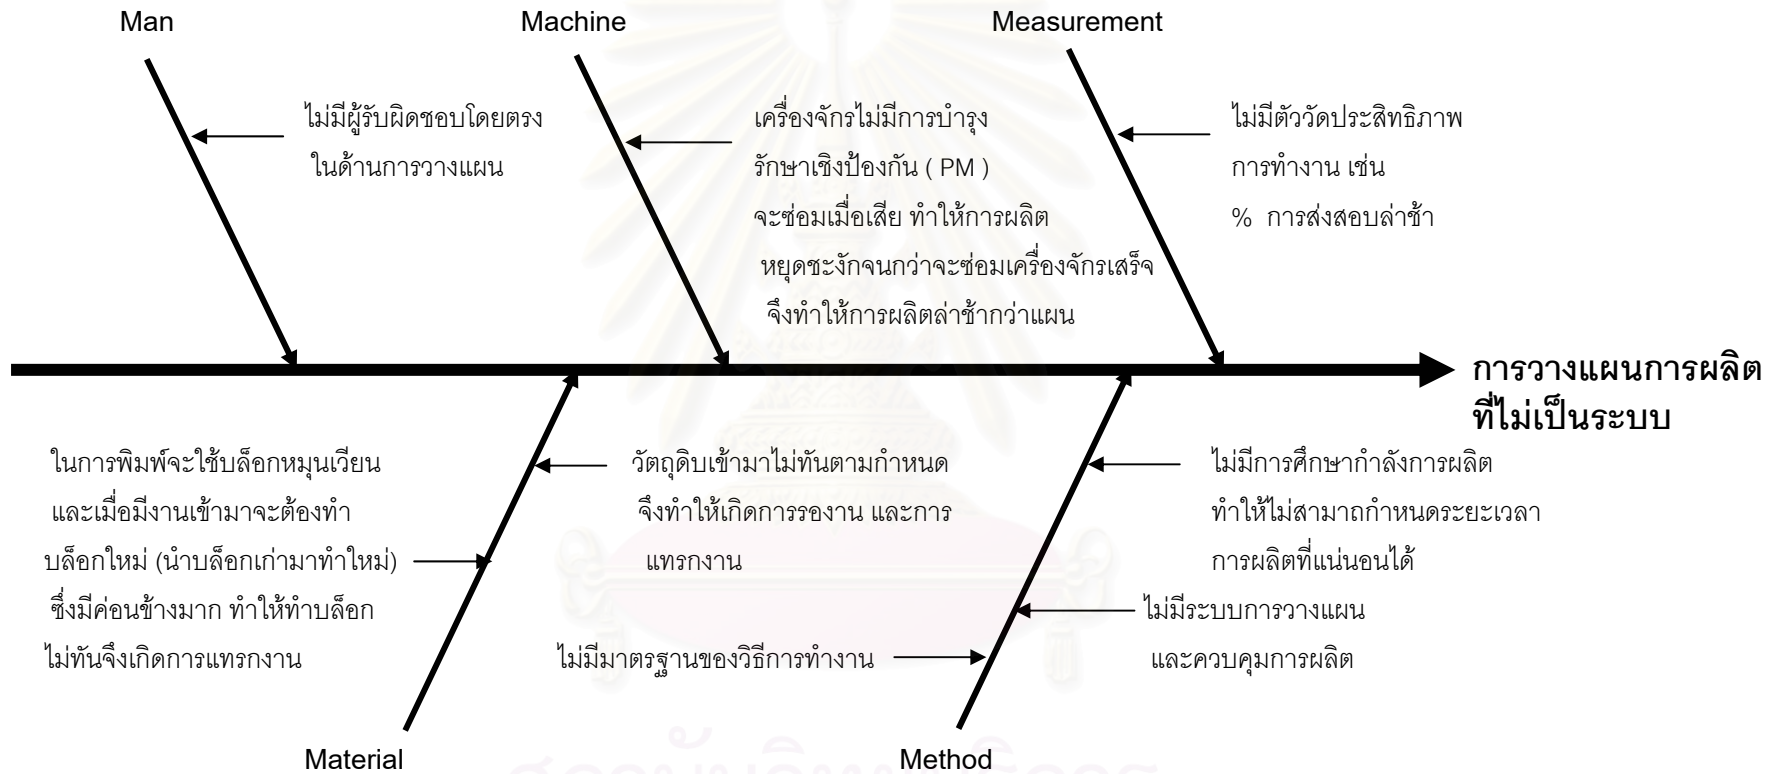 Man
Machine
Measurement
ไม่มีผู้รับผิดชอบโดยตรง
ในด้านการวางแผน
เครื่องจักรไม่มีการบำรุง
รักษาเชิงป้องกัน ( PM )
จะซ่อมเมื่อเสีย ทำให้การผลิต
หยุดชะงักจนกว่าจะซ่อมเครื่องจักรเสร็จ
จึงทำให้การผลิตล่าช้ากว่าแผน
ไม่มีตัววัดประสิทธิภาพ
การทำงาน เช่น
% การส่งสอบล่าช้า
การวางแผนการผลิต
ที่ไม่เป็นระบบ
ในการพิมพ์จะใช้บล็อกหมุนเวียน
และเมื่อมีงานเข้ามาจะต้องทำ
บล็อกใหม่ (นำบล็อกเก่ามาทำใหม่)
ซึ่งมีค่อนข้างมาก ทำให้ทำบล็อก
ไม่ทันจึงเกิดการแทรกงาน
วัตถุดิบเข้ามาไม่ทันตามกำหนด
จึงทำให้เกิดการรองาน และการ
แทรกงาน
ไม่มีมาตรฐานของวิธีการทำงาน
ไม่มีการศึกษากำลังการผลิต
ทำให้ไม่สามาถกำหนดระยะเวลา
การผลิตที่แน่นอนได้
ไม่มีระบบการวางแผน
และควบคุมการผลิต
Material
Method